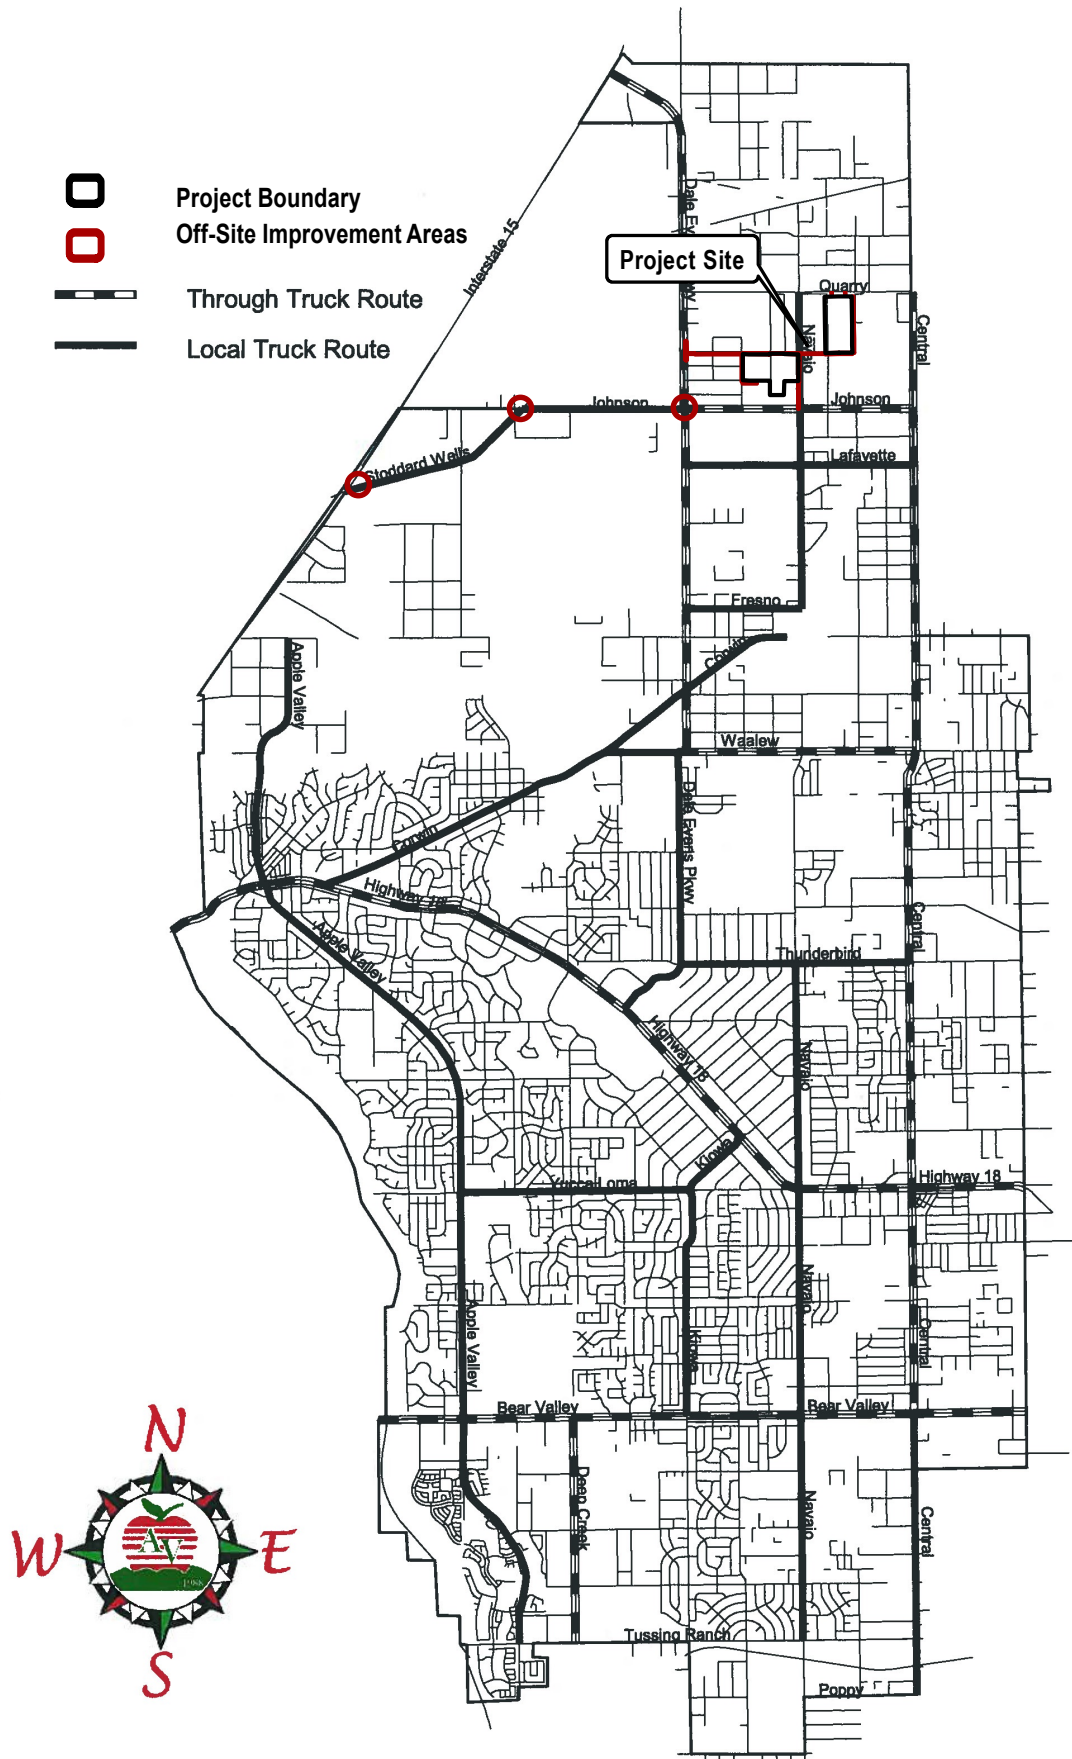 Project Boundary
Off-Site Improvement Areas
Through Truck Route
Local Truck Route
Interstate 15
Project Site
Quarry
Navajo
Central
Johnson
Johnson
Stoddard Wells
Lafayette
Fresno
Corwin
Apple Valley
Waalew
Dale Evans Pkwy
Corwin
Highway 18
Apple Valley
Central
Thunderbird
Highway 18
Navajo
Kiowa
Yucca Loma
Highway 18
Navajo
Apple Valley
Kiowa
Central
Bear Valley
Bear Valley
Deep Creek
Navajo
Central
Tussing Ranch
Poppy
N
W
E
S
AV
1988